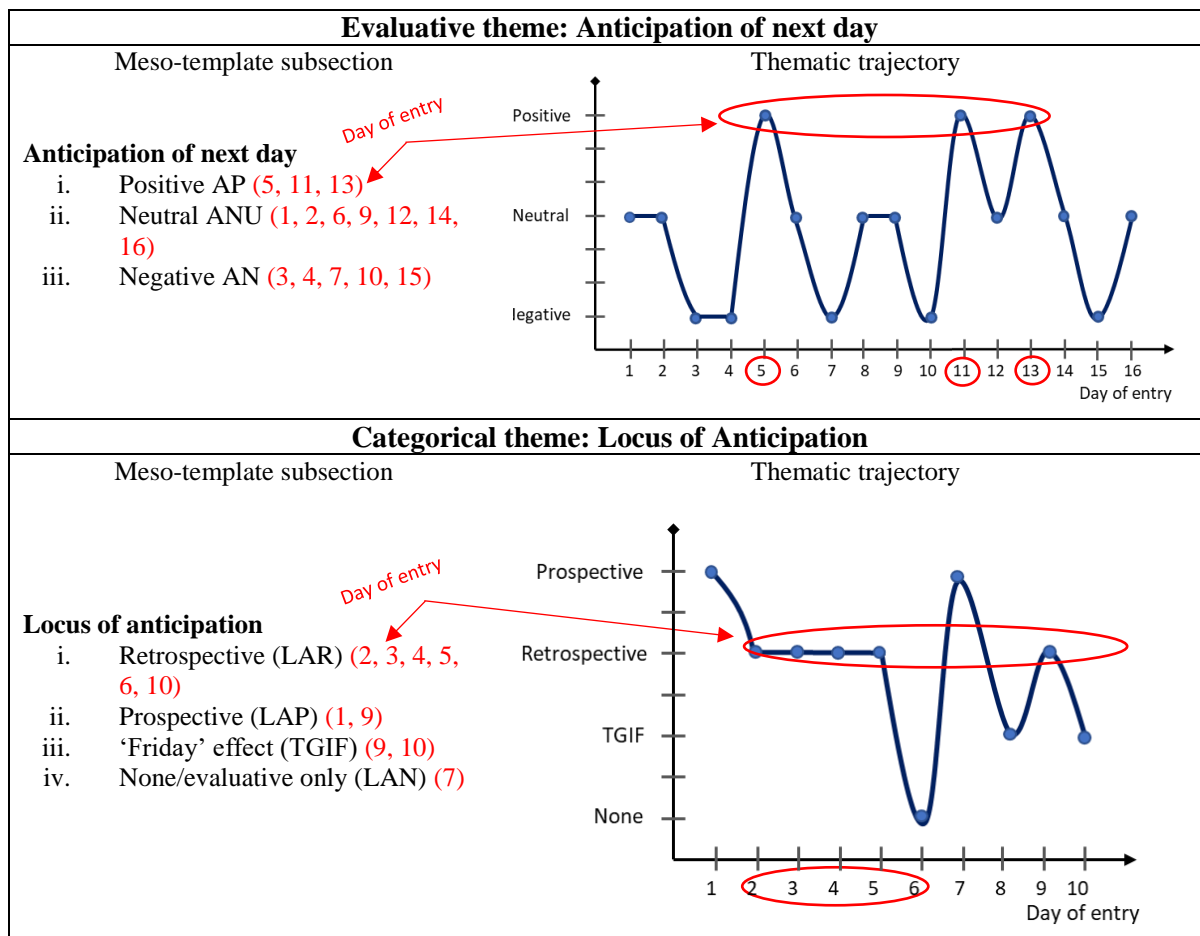 Evaluative theme: Anticipation of next day
Meso-template subsection
Day of entry
Anticipation of next day
i. Positive AP (5, 11, 13)
ii. Neutral ANU (1, 2, 6, 9, 12, 14,
16)
iii. Negative AN (3, 4, 7, 10, 15)
Thematic trajectory
Positive
Neutral
legative
1 2 3 4 5 6 7 8 9 10 11 12 13 14 15 16
Day of entry
Categorical theme: Locus of Anticipation
Meso-template subsection
Day of entry
Locus of anticipation
i. Retrospective (LAR) (2, 3, 4, 5,
6, 10)
ii. Prospective (LAP) (1, 9)
iii. ‘Friday’ effect (TGIF) (9, 10)
iv. None/evaluative only (LAN) (7)
Thematic trajectory
Prospective
Retrospective
TGIF
None
1 2 3 4 5 6 7 8 9 10
Day of entry